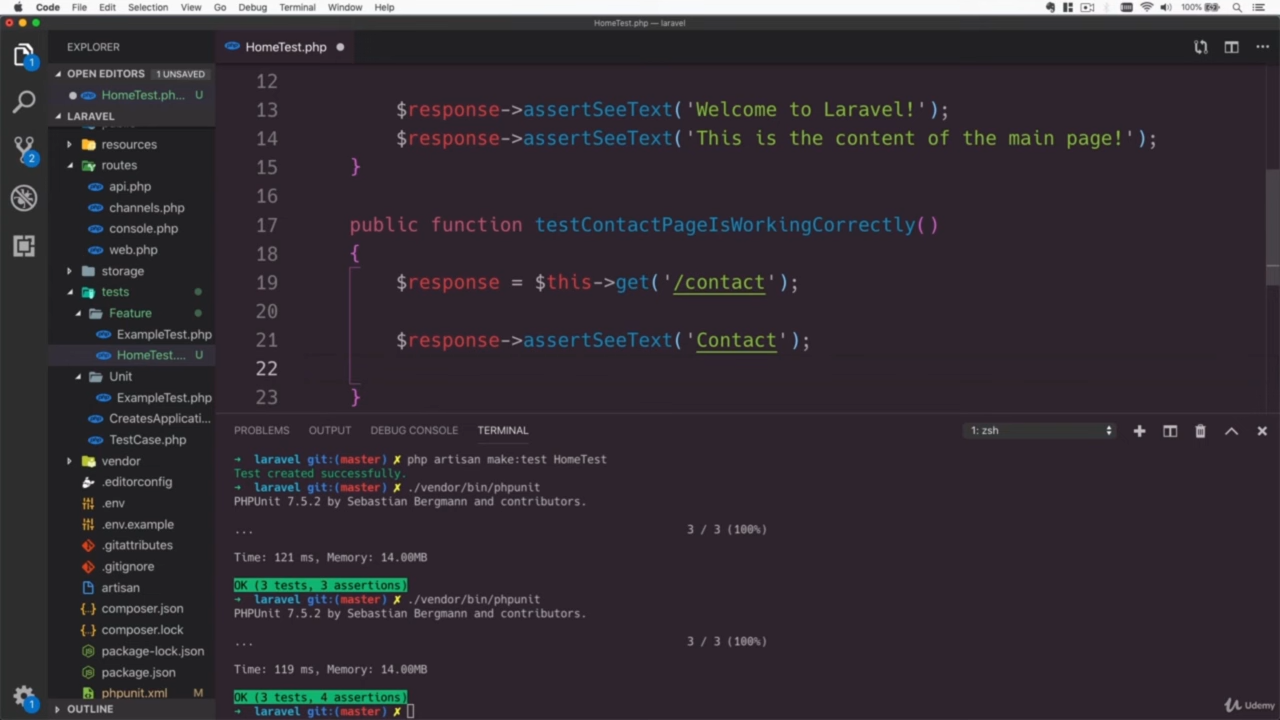 Code File Edit Selection View Go Debug Terminal Window Help 100%
HomeTest.php — laravel
EXPLORER
OPEN EDITORS 1 UNSAVED
HomeTest.ph... U
LARAVEL
resources
routes
api.php
channels.php
console.php
web.php
storage
tests
Feature
ExampleTest.php
HomeTest.... U
Unit
ExampleTest.php
CreatesApplicati...
TestCase.php
vendor
.editorconfig
.env
.env.example
.gitattributes
.gitignore
artisan
composer.json
composer.lock
package-lock.json
package.json
phpunit.xml M
OUTLINE
1
2
1
HomeTest.php
12
13 $response->assertSeeText('Welcome to Laravel!');
14 $response->assertSeeText('This is the content of the main page!');
15 }
16
17 public function testContactPageIsWorkingCorrectly()
18 {
19 $response = $this->get('/contact');
20
21 $response->assertSeeText('Contact');
22
23 }
PROBLEMS OUTPUT DEBUG CONSOLE TERMINAL 1: zsh
➜ laravel git:(master) ✗ php artisan make:test HomeTest
Test created successfully.
➜ laravel git:(master) ✗ ./vendor/bin/phpunit
PHPUnit 7.5.2 by Sebastian Bergmann and contributors.
... 3 / 3 (100%)
Time: 121 ms, Memory: 14.00MB
OK (3 tests, 3 assertions)
➜ laravel git:(master) ✗ ./vendor/bin/phpunit
PHPUnit 7.5.2 by Sebastian Bergmann and contributors.
... 3 / 3 (100%)
Time: 119 ms, Memory: 14.00MB
OK (3 tests, 4 assertions)
➜ laravel git:(master) ✗
Udemy